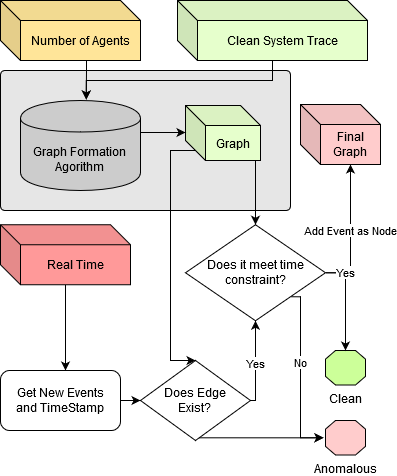 Number of Agents
Clean System Trace
Graph Formation
Agorithm
Graph
Final
Graph
Add Event as Node
Real Time
Does it meet time
constraint?
Yes
Get New Events
and TimeStamp
Does Edge
Exist?
Yes
No
Clean
Anomalous